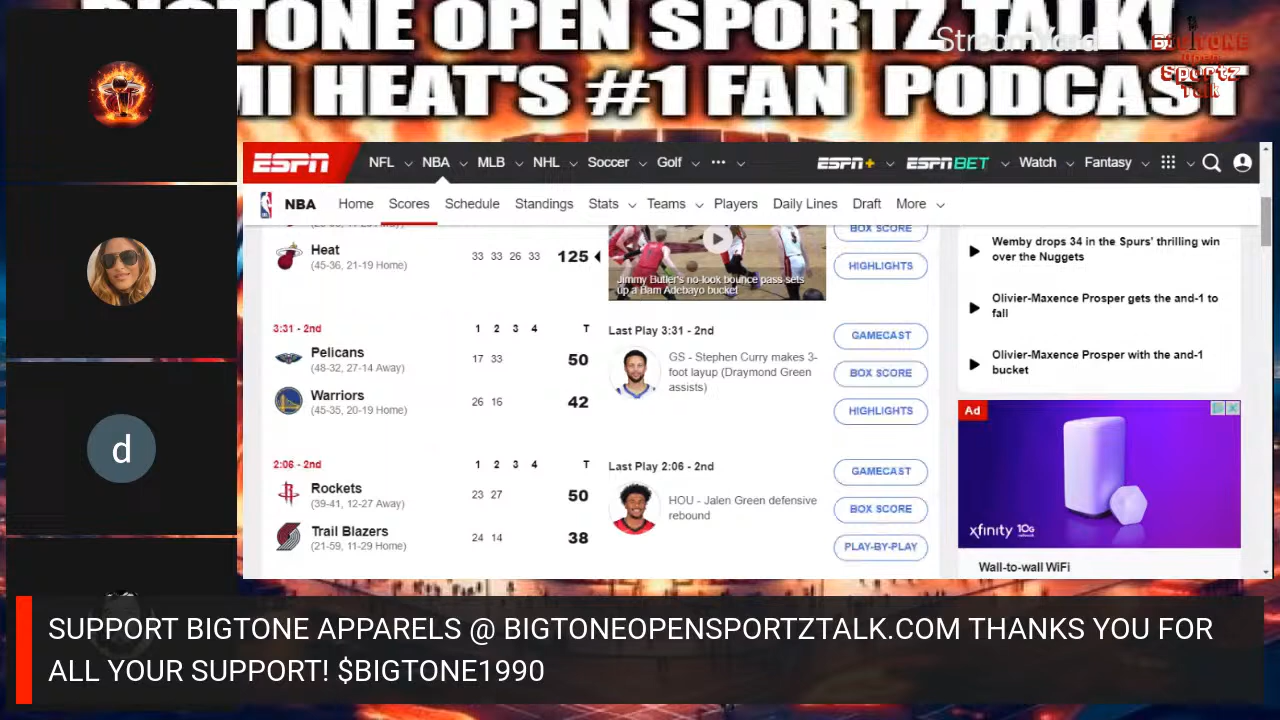 BIGTONE OPEN SPORTZ TALK!
MI HEAT'S #1 FAN PODCAST
StreamYard
BIGTONE
Open
Sportz
Talk
ESPN NFL NBA MLB NHL Soccer Golf ••• ESPN+ ESPN BET Watch Fantasy
NBA Home Scores Schedule Standings Stats Teams Players Daily Lines Draft More
Heat 33 33 26 33 125
(45-36, 21-19 Home)
Jimmy Butler's no-look bounce pass sets
up a Bam Adebayo bucket
BOX SCORE
HIGHLIGHTS
3:31 - 2nd 1 2 3 4 T Last Play 3:31 - 2nd
Pelicans 17 33 50
(48-32, 27-14 Away)
Warriors 26 16 42
(45-35, 20-19 Home)
GS - Stephen Curry makes 3-
foot layup (Draymond Green
assists)
GAMECAST
BOX SCORE
HIGHLIGHTS
2:06 - 2nd 1 2 3 4 T Last Play 2:06 - 2nd
Rockets 23 27 50
(39-41, 12-27 Away)
Trail Blazers 24 14 38
(21-59, 11-29 Home)
HOU - Jalen Green defensive
rebound
GAMECAST
BOX SCORE
PLAY-BY-PLAY
Wemby drops 34 in the Spurs' thrilling win
over the Nuggets
Olivier-Maxence Prosper gets the and-1 to
fall
Olivier-Maxence Prosper with the and-1
bucket
Ad
xfinity 10G
Wall-to-wall WiFi
d
SUPPORT BIGTONE APPARELS @ BIGTONEOPENSPORTZTALK.COM THANKS YOU FOR
ALL YOUR SUPPORT! $BIGTONE1990